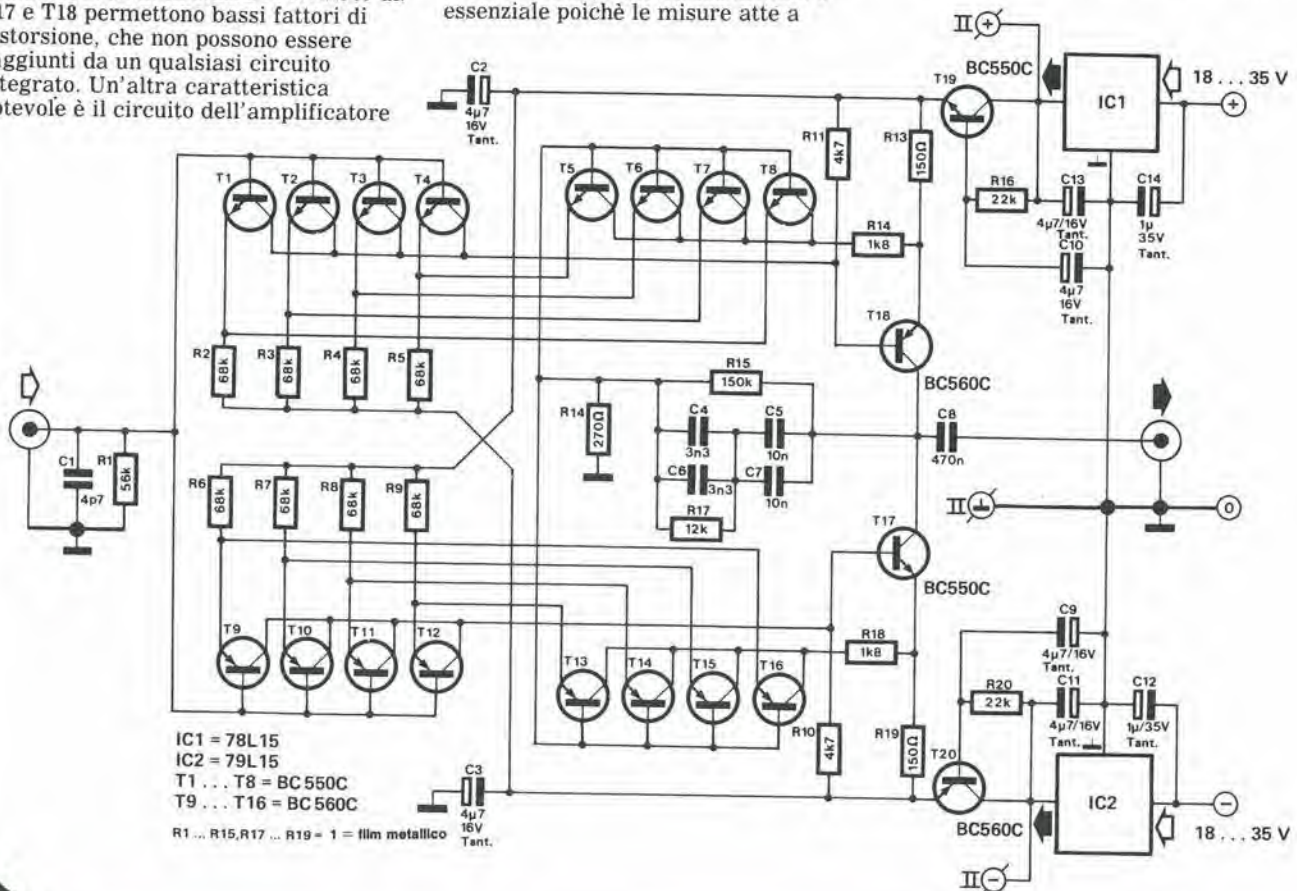 17 e T18 permettono bassi fattori di
storsione, che non possono essere
ggiunti da un qualsiasi circuito
tegrato. Un'altra caratteristica
otevole è il circuito dell'amplificatore
essenziale poichè le misure atte a
C2
4µ7
16V
Tant.
T1
T2
T3
T4
T5
T6
T7
T8
R11
4k7
R13
150Ω
R14
1k8
T19
BC550C
II
+
IC1
18 ... 35 V
+
R16
22k
C13
4µ7/16V
Tant.
C10
4µ7
16V
Tant.
C14
1µ
35V
Tant.
T18
BC560C
R2
68k
R3
68k
R4
68k
R5
68k
R15
150k
R14
270Ω
C4
3n3
C5
10n
C6
3n3
C7
10n
R17
12k
C8
470n
C1
4p7
R1
56k
R6
68k
R7
68k
R8
68k
R9
68k
II
0
T17
BC550C
T9
T10
T11
T12
T13
T14
T15
T16
R18
1k8
R10
4k7
R19
150Ω
C9
4µ7/16V
Tant.
R20
22k
C11
4µ7/16V
Tant.
C12
1µ/35V
Tant.
T20
BC560C
IC2
–
18 ... 35 V
II
–
C3
4µ7
16V
Tant.
IC1 = 78L15
IC2 = 79L15
T1 ... T8 = BC550C
T9 ... T16 = BC560C
R1 ... R15,R17 ... R19 = 1 = film metallico